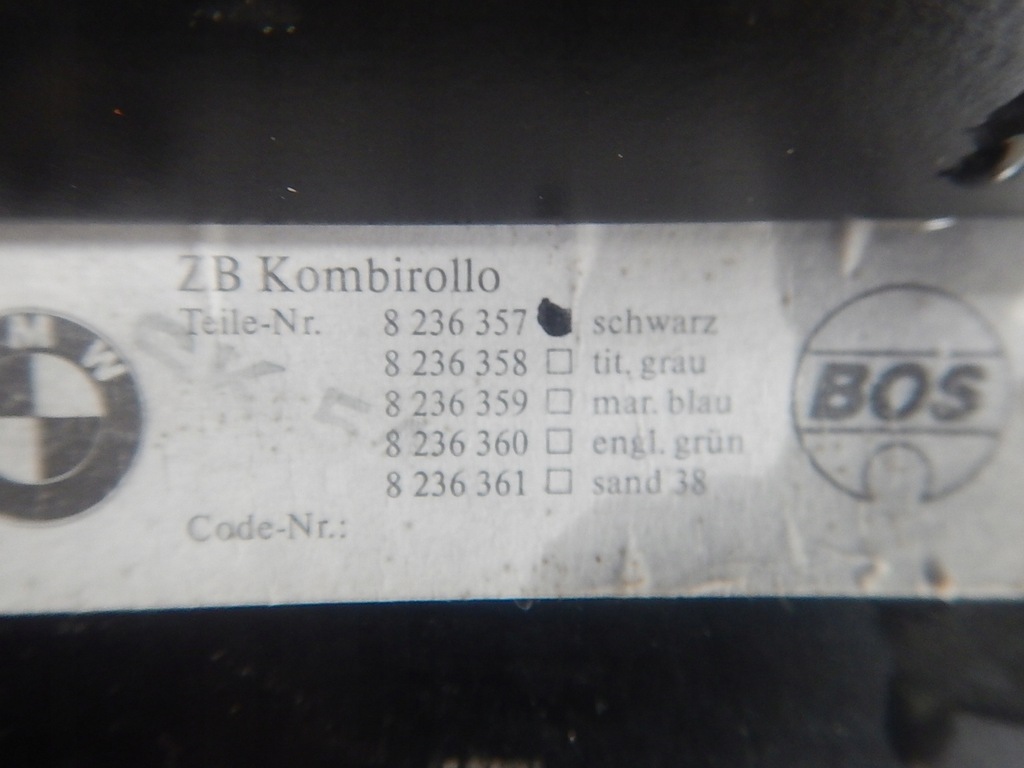 ZB Kombirollo
Teile-Nr. 8 236 357 schwarz
8 236 358 □ tit. grau
8 236 359 □ mar. blau
8 236 360 □ engl. grün
8 236 361 □ sand 38
Code-Nr.:
BMW
BOS